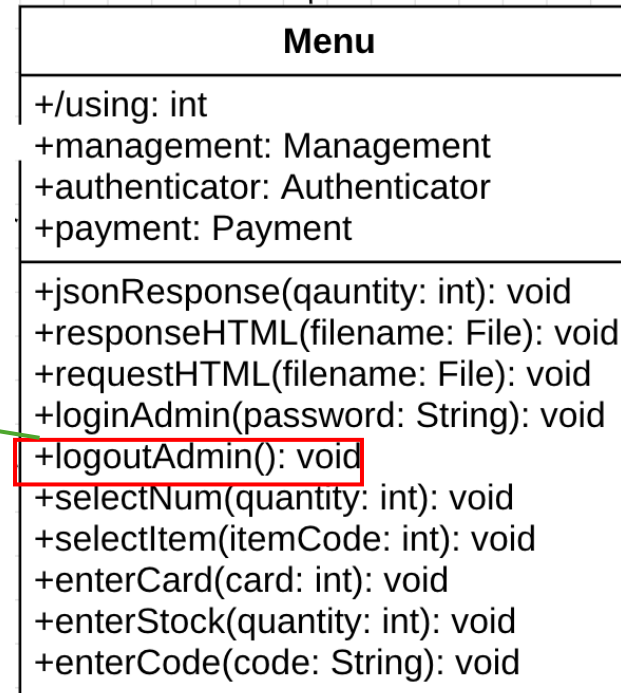 Menu
+/using: int
+management: Management
+authenticator: Authenticator
+payment: Payment
+jsonResponse(qauntity: int): void
+responseHTML(filename: File): void
+requestHTML(filename: File): void
+loginAdmin(password: String): void
+logoutAdmin(): void
+selectNum(quantity: int): void
+selectItem(itemCode: int): void
+enterCard(card: int): void
+enterStock(quantity: int): void
+enterCode(code: String): void